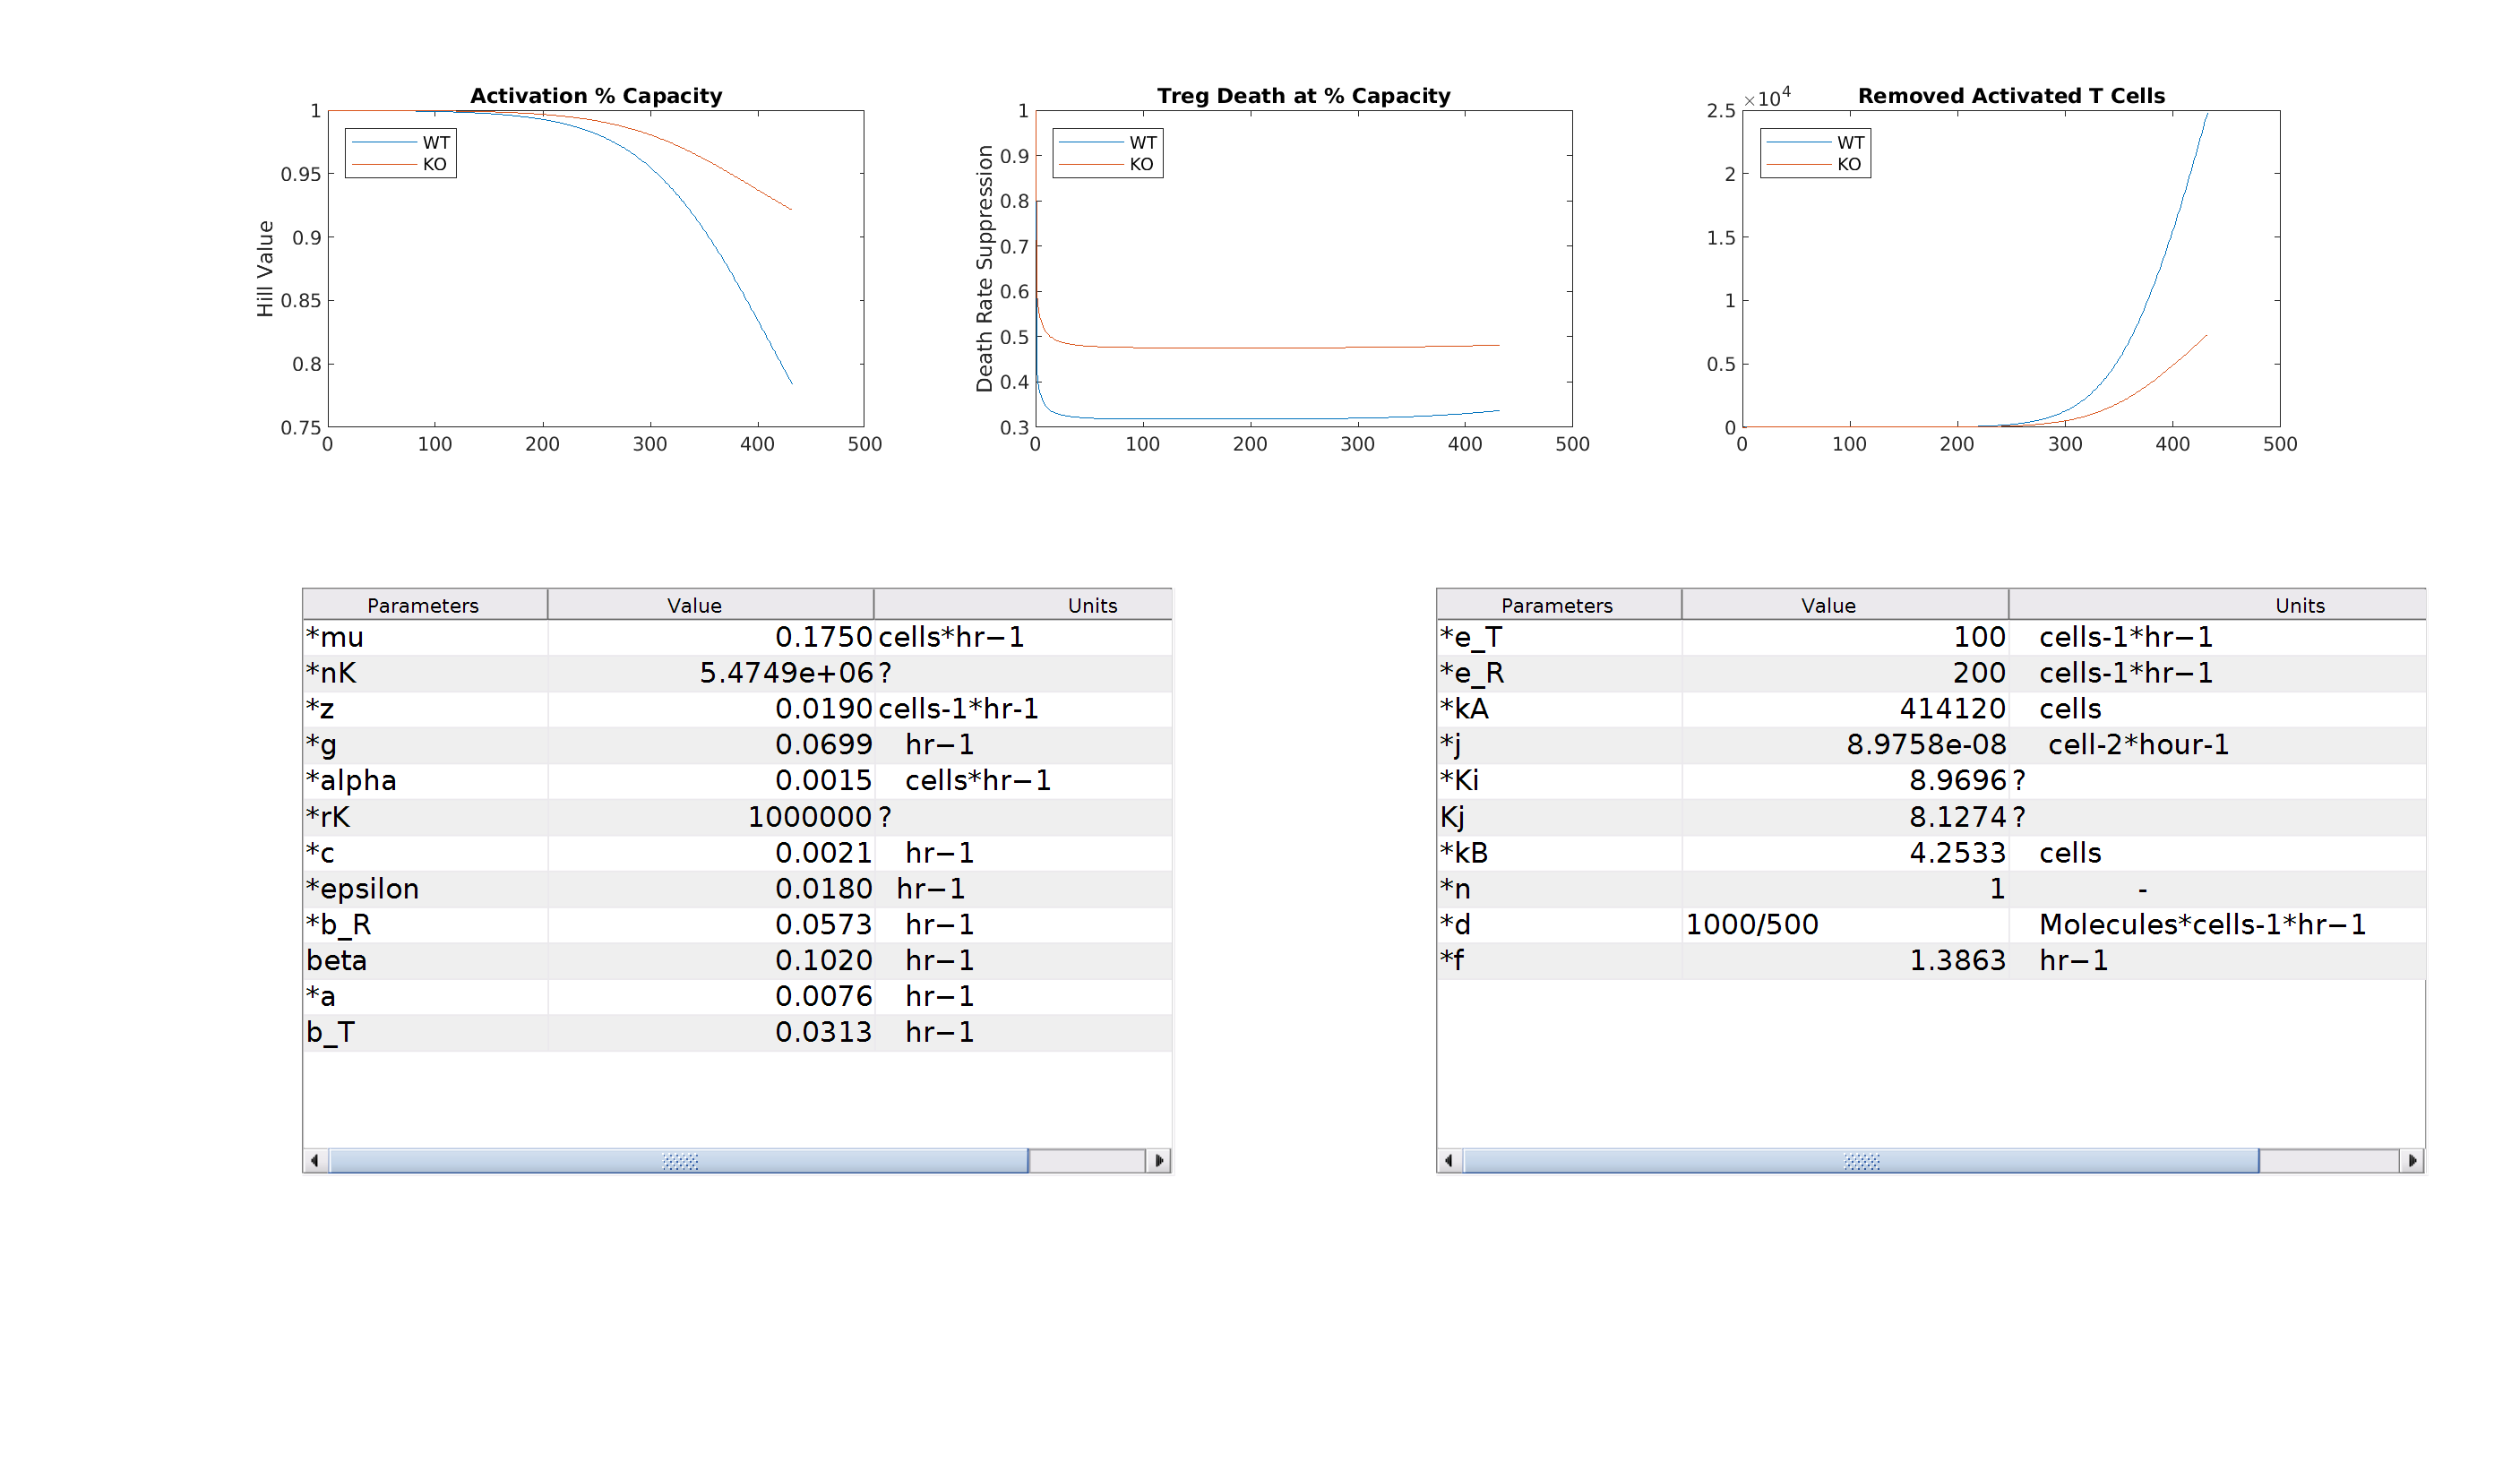 Activation % Capacity
Hill Value
1
0.95
0.9
0.85
0.8
0.75
0 100 200 300 400 500
WT
KO
Treg Death at % Capacity
Death Rate Suppression
1
0.9
0.8
0.7
0.6
0.5
0.4
0.3
0 100 200 300 400 500
WT
KO
Removed Activated T Cells
×10^4
2.5
2
1.5
1
0.5
0
0 100 200 300 400 500
WT
KO
Parameters Value Units
*mu 0.1750 cells*hr−1
*nK 5.4749e+06 ?
*z 0.0190 cells-1*hr-1
*g 0.0699 hr−1
*alpha 0.0015 cells*hr−1
*rK 1000000 ?
*c 0.0021 hr−1
*epsilon 0.0180 hr−1
*b_R 0.0573 hr−1
beta 0.1020 hr−1
*a 0.0076 hr−1
b_T 0.0313 hr−1
Parameters Value Units
*e_T 100 cells-1*hr−1
*e_R 200 cells-1*hr−1
*kA 414120 cells
*j 8.9758e-08 cell-2*hour-1
*Ki 8.9696 ?
Kj 8.1274 ?
*kB 4.2533 cells
*n 1 -
*d 1000/500 Molecules*cells-1*hr−1
*f 1.3863 hr−1